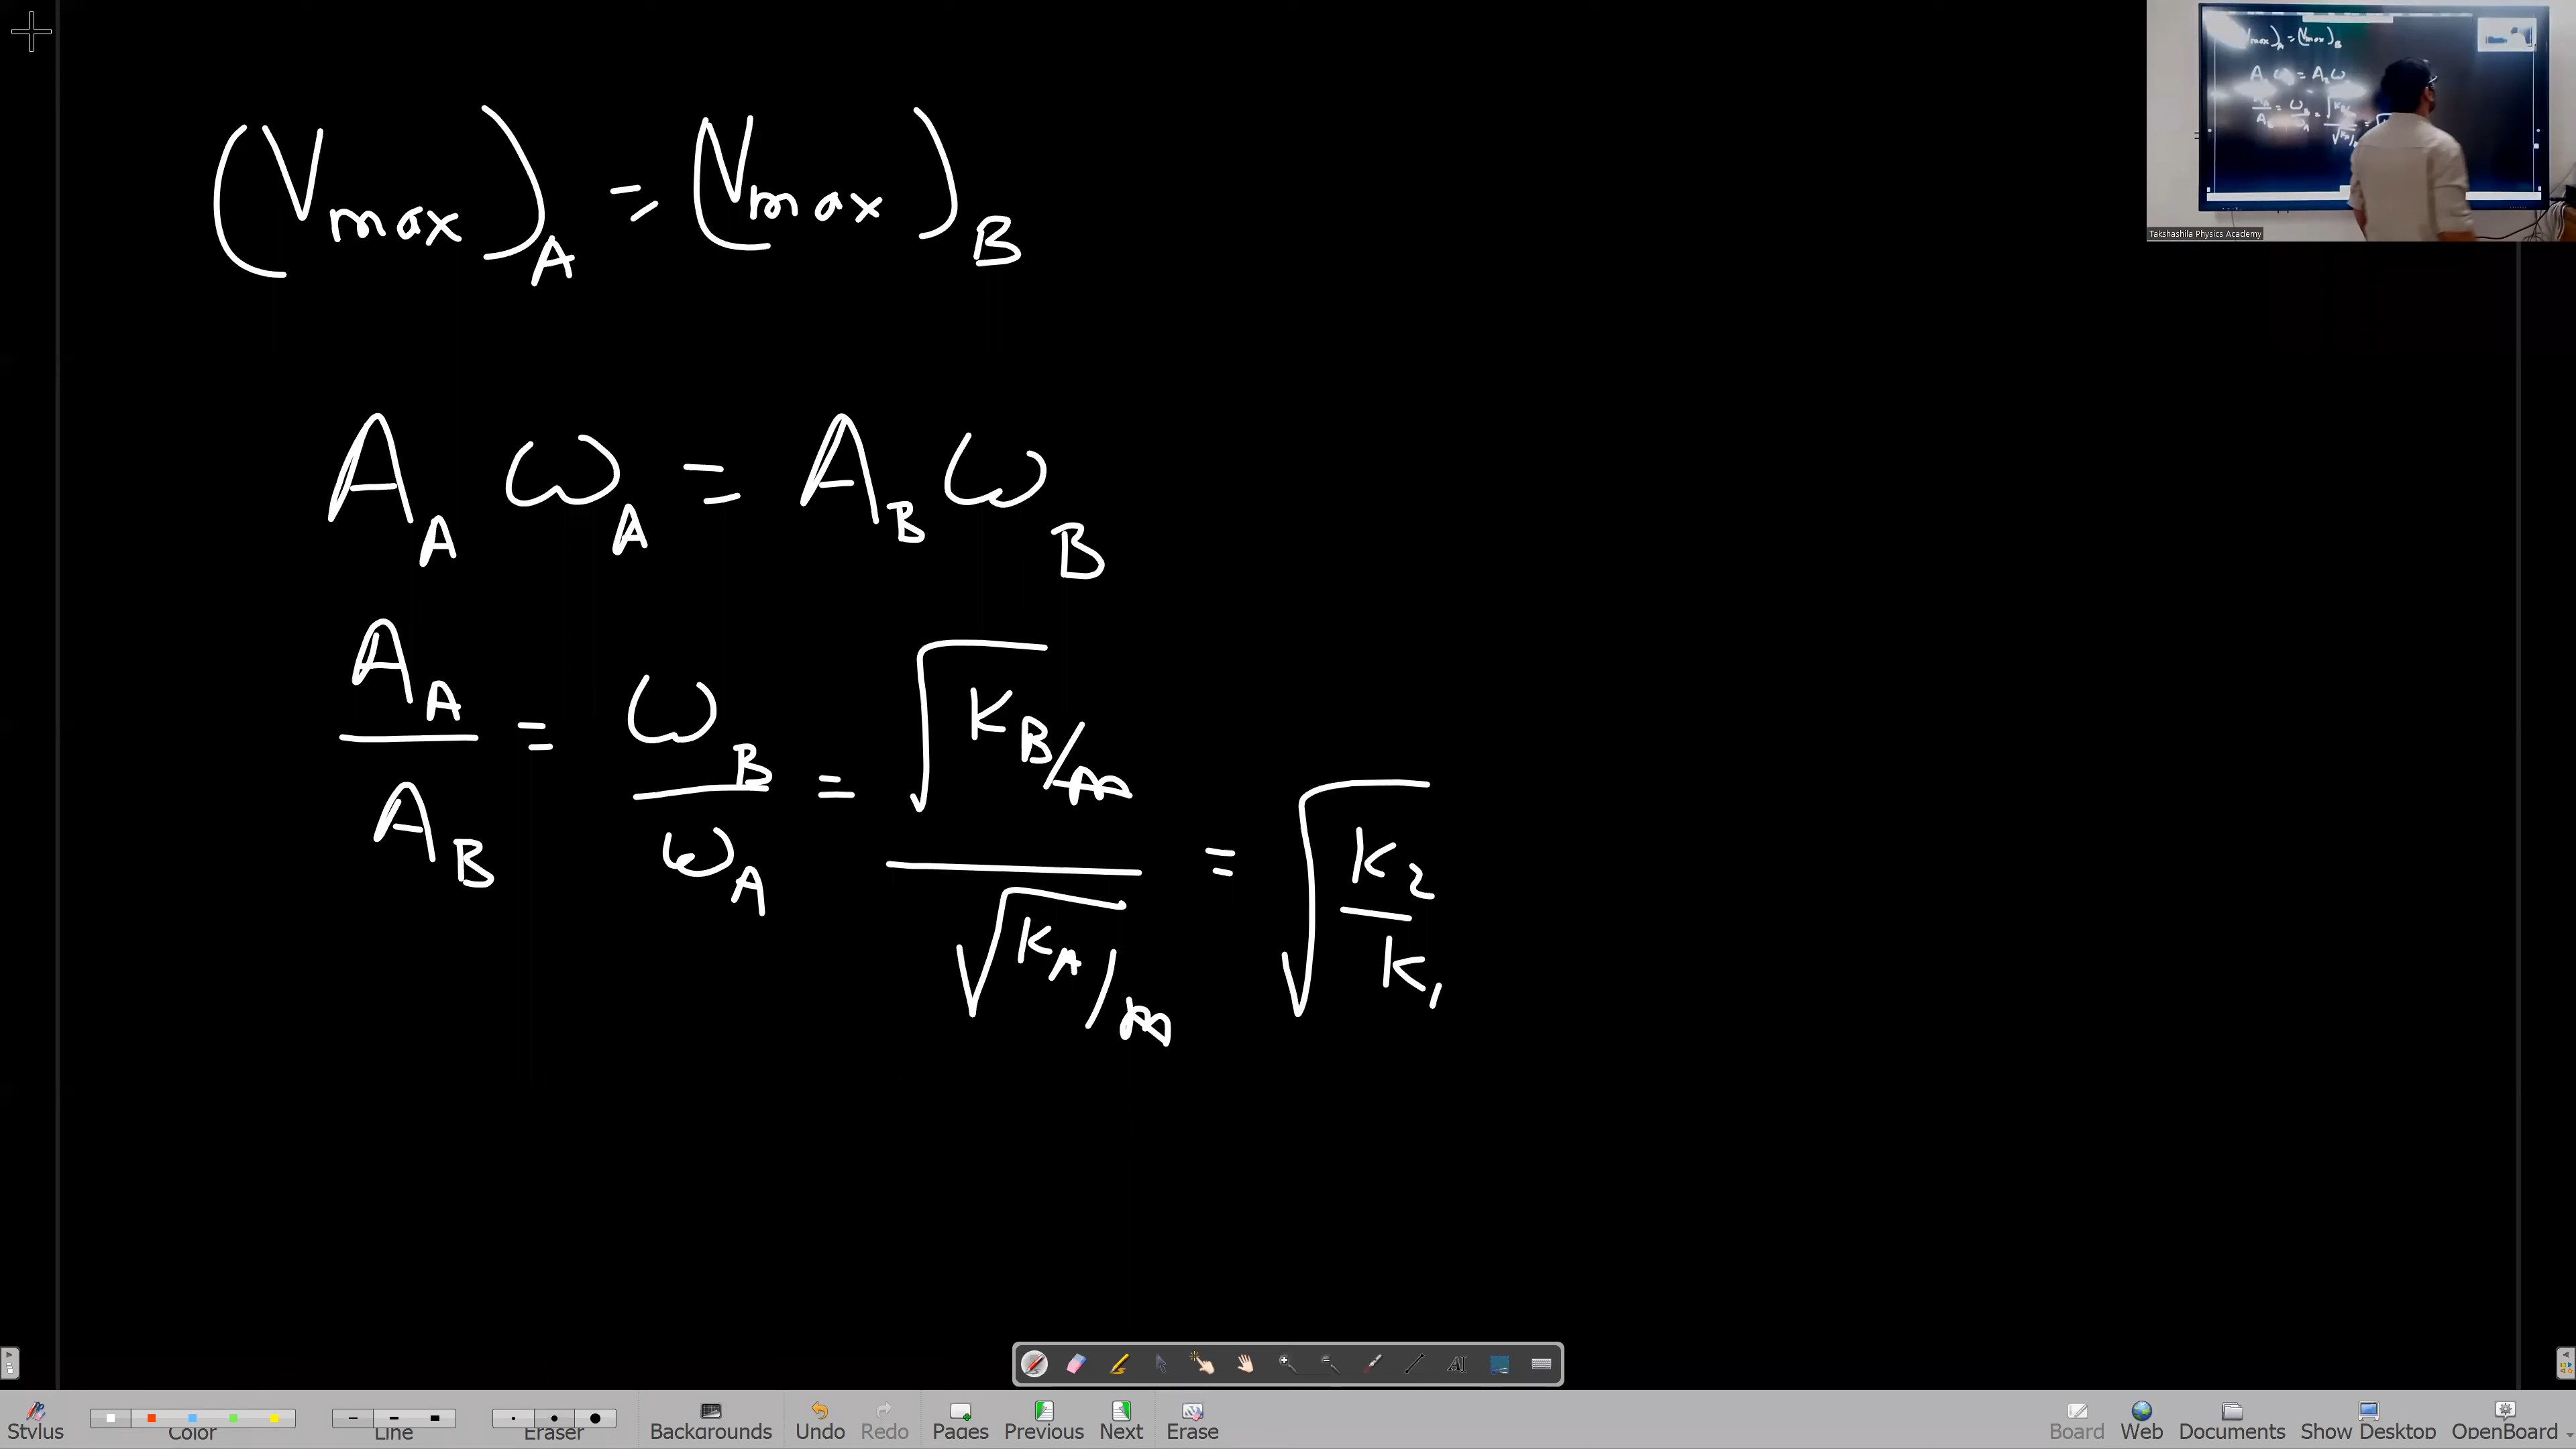 (Vmax)A = (Vmax)B
AA ωA = AB ωB
AA/AB = ωB/ωA = √(KB/m)/√(KA/m) = √(K2/K1)
Takshashila Physics Academy
Stylus Color Line Eraser Backgrounds Undo Redo Pages Previous Next Erase Board Web Documents Show Desktop OpenBoard